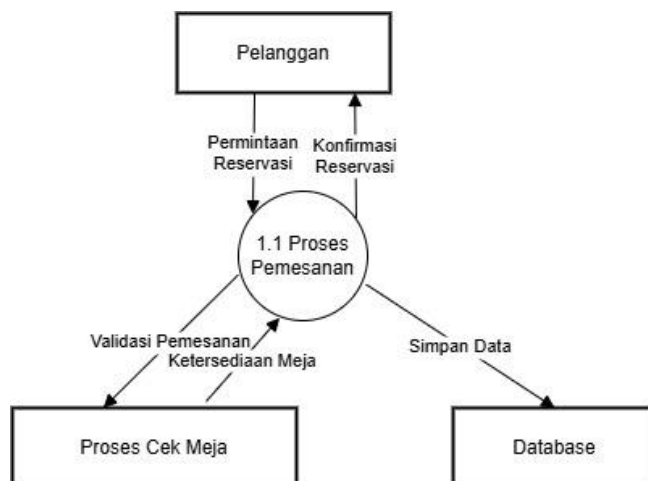 Pelanggan
Permintaan
Reservasi
Konfirmasi
Reservasi
1.1 Proses
Pemesanan
Validasi Pemesanan
Ketersediaan Meja
Simpan Data
Proses Cek Meja
Database